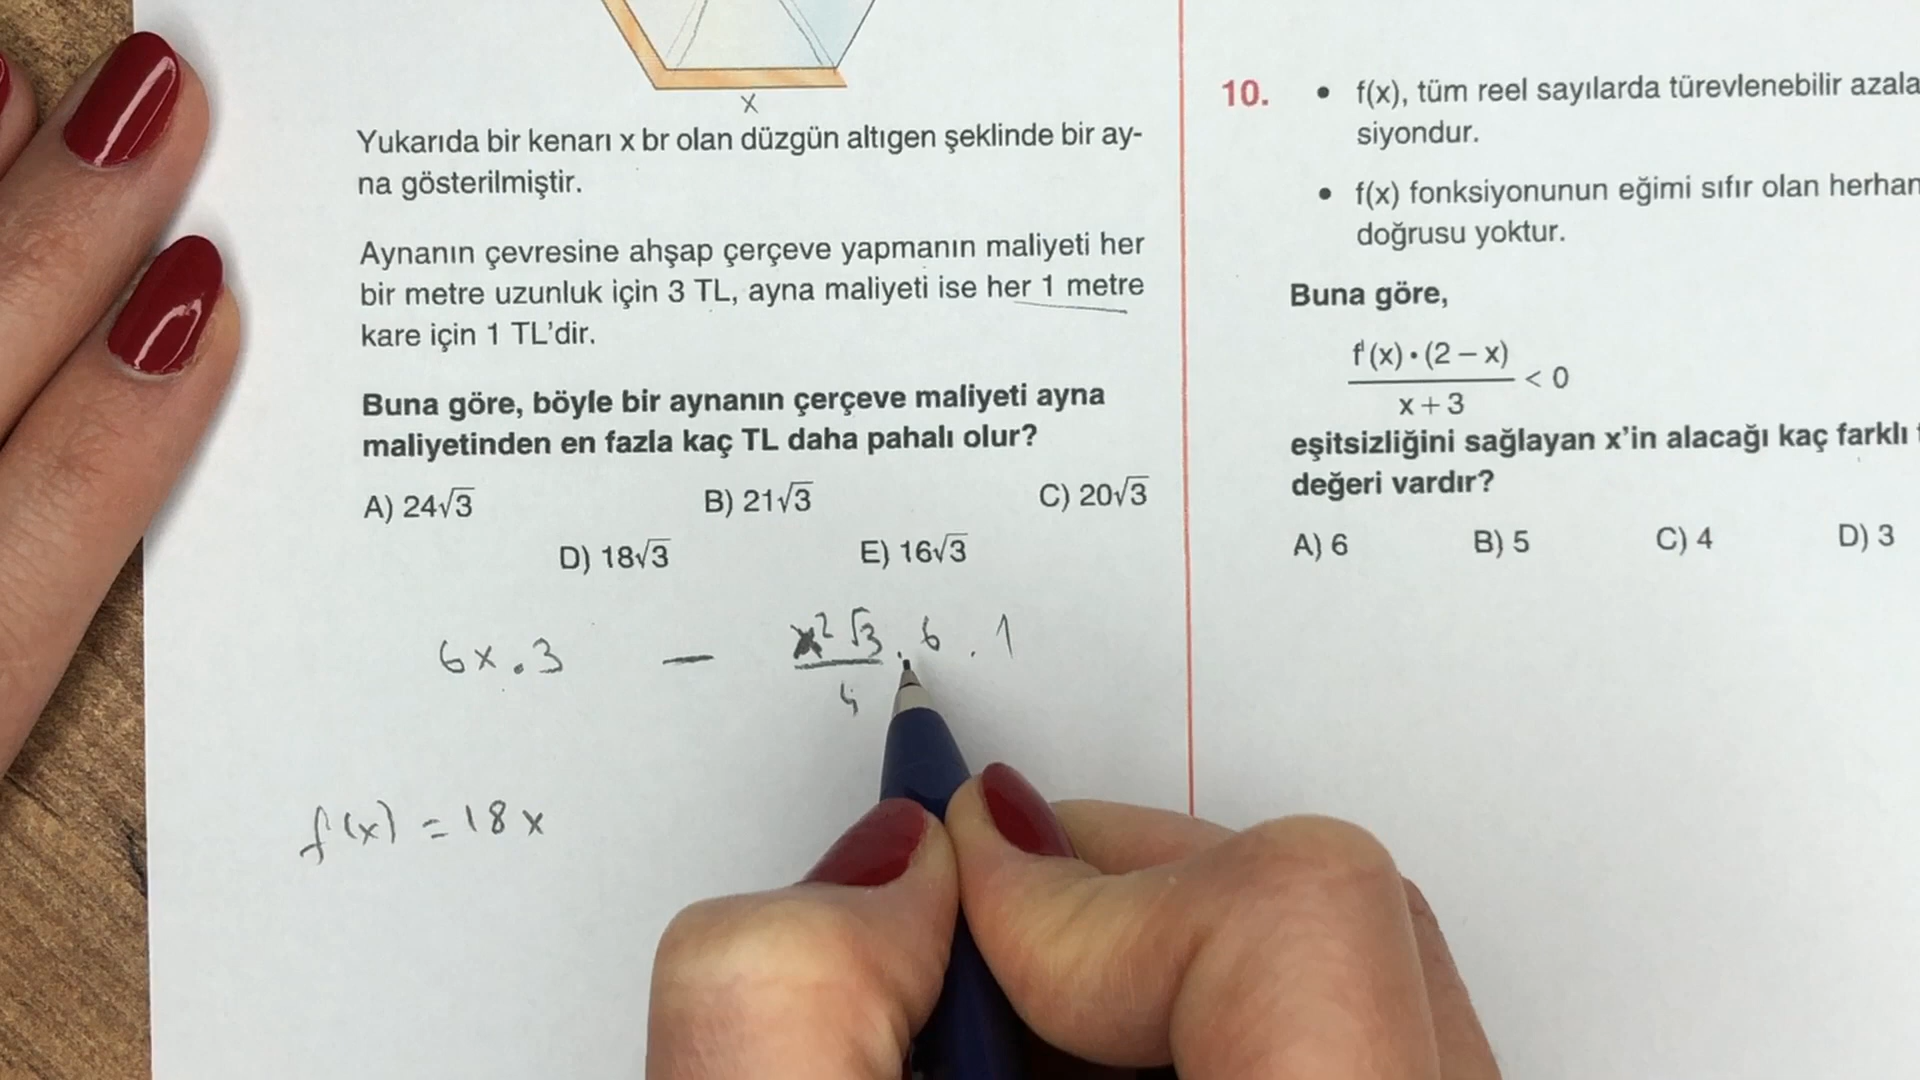 x
Yukarıda bir kenarı x br olan düzgün altıgen şeklinde bir ay-
na gösterilmiştir.
Aynanın çevresine ahşap çerçeve yapmanın maliyeti her
bir metre uzunluk için 3 TL, ayna maliyeti ise her 1 metre
kare için 1 TL'dir.
Buna göre, böyle bir aynanın çerçeve maliyeti ayna
maliyetinden en fazla kaç TL daha pahalı olur?
A) 24√3 B) 21√3 C) 20√3
D) 18√3 E) 16√3
6x.3 − x²√3/4 . 6 . 1
f(x) = 18x
10. • f(x), tüm reel sayılarda türevlenebilir azala
siyondur.
• f(x) fonksiyonunun eğimi sıfır olan herhan
doğrusu yoktur.
Buna göre,
f'(x)·(2 – x)
< 0
x + 3
eşitsizliğini sağlayan x'in alacağı kaç farklı
değeri vardır?
A) 6 B) 5 C) 4 D) 3